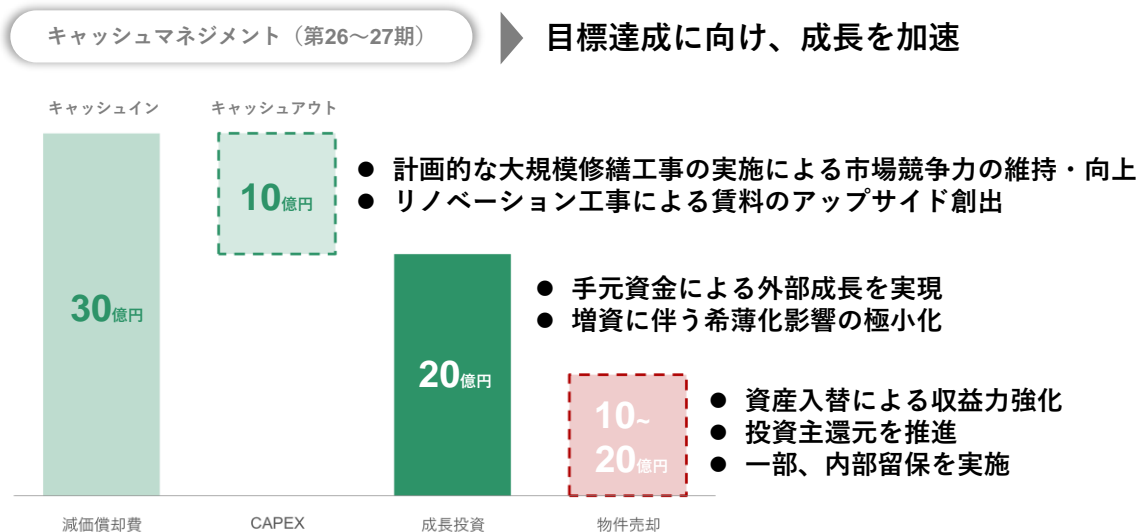 キャッシュマネジメント（第26〜27期）
目標達成に向け、成長を加速
キャッシュイン
キャッシュアウト
10億円
● 計画的な大規模修繕工事の実施による市場競争力の維持・向上
● リノベーション工事による賃料のアップサイド創出
30億円
● 手元資金による外部成長を実現
● 増資に伴う希薄化影響の極小化
20億円
10~
20億円
● 資産入替による収益力強化
● 投資主還元を推進
● 一部、内部留保を実施
減価償却費
CAPEX
成長投資
物件売却